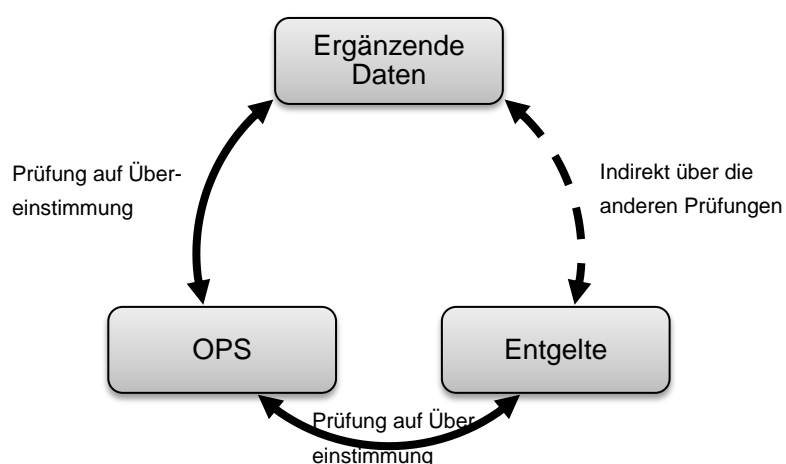 Ergänzende
Daten
Prüfung auf Über-
einstimmung
Indirekt über die
anderen Prüfungen
OPS
Entgelte
Prüfung auf Über
einstimmung